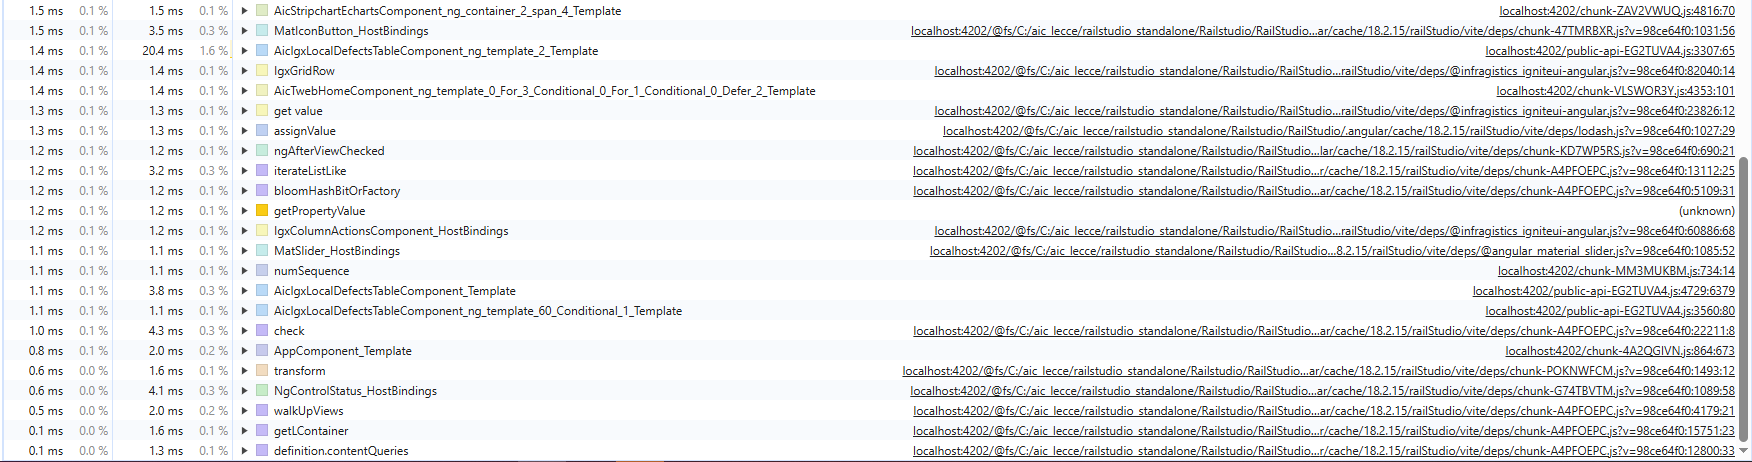 1.5 ms 0.1 % 1.5 ms 0.1 % AicStripchartEchartsComponent_ng_container_2_span_4_Template localhost:4202/chunk-ZAV2VWUQ.js:4816:70
1.5 ms 0.1 % 3.5 ms 0.3 % MatIconButton_HostBindings localhost:4202/@fs/C:/aic_lecce/railstudio_standalone/Railstudio/RailStudio…ar/cache/18.2.15/railStudio/vite/deps/chunk-47TMRBXR.js?v=98ce64f0:1031:56
1.4 ms 0.1 % 20.4 ms 1.6 % AicIgxLocalDefectsTableComponent_ng_template_2_Template localhost:4202/public-api-EG2TUVA4.js:3307:65
1.4 ms 0.1 % 1.4 ms 0.1 % IgxGridRow localhost:4202/@fs/C:/aic_lecce/railstudio_standalone/Railstudio/RailStudio…railStudio/vite/deps/@infragistics_igniteui-angular.js?v=98ce64f0:82040:14
1.4 ms 0.1 % 1.4 ms 0.1 % AicTwebHomeComponent_ng_template_0_For_3_Conditional_0_For_1_Conditional_0_Defer_2_Template localhost:4202/chunk-VLSWOR3Y.js:4353:101
1.3 ms 0.1 % 1.3 ms 0.1 % get value localhost:4202/@fs/C:/aic_lecce/railstudio_standalone/Railstudio/RailStudio…railStudio/vite/deps/@infragistics_igniteui-angular.js?v=98ce64f0:23826:12
1.3 ms 0.1 % 1.3 ms 0.1 % assignValue localhost:4202/@fs/C:/aic_lecce/railstudio_standalone/Railstudio/RailStudio/.angular/cache/18.2.15/railStudio/vite/deps/lodash.js?v=98ce64f0:1027:29
1.2 ms 0.1 % 1.2 ms 0.1 % ngAfterViewChecked localhost:4202/@fs/C:/aic_lecce/railstudio_standalone/Railstudio/RailStudio…lar/cache/18.2.15/railStudio/vite/deps/chunk-KD7WP5RS.js?v=98ce64f0:690:21
1.2 ms 0.1 % 3.2 ms 0.3 % iterateListLike localhost:4202/@fs/C:/aic_lecce/railstudio_standalone/Railstudio/RailStudio…r/cache/18.2.15/railStudio/vite/deps/chunk-A4PFOEPC.js?v=98ce64f0:13112:25
1.2 ms 0.1 % 1.2 ms 0.1 % bloomHashBitOrFactory localhost:4202/@fs/C:/aic_lecce/railstudio_standalone/Railstudio/RailStudio…ar/cache/18.2.15/railStudio/vite/deps/chunk-A4PFOEPC.js?v=98ce64f0:5109:31
1.2 ms 0.1 % 1.2 ms 0.1 % getPropertyValue (unknown)
1.2 ms 0.1 % 1.2 ms 0.1 % IgxColumnActionsComponent_HostBindings localhost:4202/@fs/C:/aic_lecce/railstudio_standalone/Railstudio/RailStudio…railStudio/vite/deps/@infragistics_igniteui-angular.js?v=98ce64f0:60886:68
1.1 ms 0.1 % 1.1 ms 0.1 % MatSlider_HostBindings localhost:4202/@fs/C:/aic_lecce/railstudio_standalone/Railstudio/RailStudio…8.2.15/railStudio/vite/deps/@angular_material_slider.js?v=98ce64f0:1085:52
1.1 ms 0.1 % 1.1 ms 0.1 % numSequence localhost:4202/chunk-MM3MUKBM.js:734:14
1.1 ms 0.1 % 3.8 ms 0.3 % AicIgxLocalDefectsTableComponent_Template localhost:4202/public-api-EG2TUVA4.js:4729:6379
1.1 ms 0.1 % 1.1 ms 0.1 % AicIgxLocalDefectsTableComponent_ng_template_60_Conditional_1_Template localhost:4202/public-api-EG2TUVA4.js:3560:80
1.0 ms 0.1 % 4.3 ms 0.3 % check localhost:4202/@fs/C:/aic_lecce/railstudio_standalone/Railstudio/RailStudio…ar/cache/18.2.15/railStudio/vite/deps/chunk-A4PFOEPC.js?v=98ce64f0:22211:8
0.8 ms 0.1 % 2.0 ms 0.2 % AppComponent_Template localhost:4202/chunk-4A2QGIVN.js:864:673
0.6 ms 0.0 % 1.6 ms 0.1 % transform localhost:4202/@fs/C:/aic_lecce/railstudio_standalone/Railstudio/RailStudio…ar/cache/18.2.15/railStudio/vite/deps/chunk-POKNWFCM.js?v=98ce64f0:1493:12
0.6 ms 0.0 % 4.1 ms 0.3 % NgControlStatus_HostBindings localhost:4202/@fs/C:/aic_lecce/railstudio_standalone/Railstudio/RailStudio…ar/cache/18.2.15/railStudio/vite/deps/chunk-G74TBVTM.js?v=98ce64f0:1089:58
0.5 ms 0.0 % 2.0 ms 0.2 % walkUpViews localhost:4202/@fs/C:/aic_lecce/railstudio_standalone/Railstudio/RailStudio…ar/cache/18.2.15/railStudio/vite/deps/chunk-A4PFOEPC.js?v=98ce64f0:4179:21
0.1 ms 0.0 % 1.6 ms 0.1 % getLContainer localhost:4202/@fs/C:/aic_lecce/railstudio_standalone/Railstudio/RailStudio…r/cache/18.2.15/railStudio/vite/deps/chunk-A4PFOEPC.js?v=98ce64f0:15751:23
0.1 ms 0.0 % 1.3 ms 0.1 % definition.contentQueries localhost:4202/@fs/C:/aic_lecce/railstudio_standalone/Railstudio/RailStudio…r/cache/18.2.15/railStudio/vite/deps/chunk-A4PFOEPC.js?v=98ce64f0:12800:33